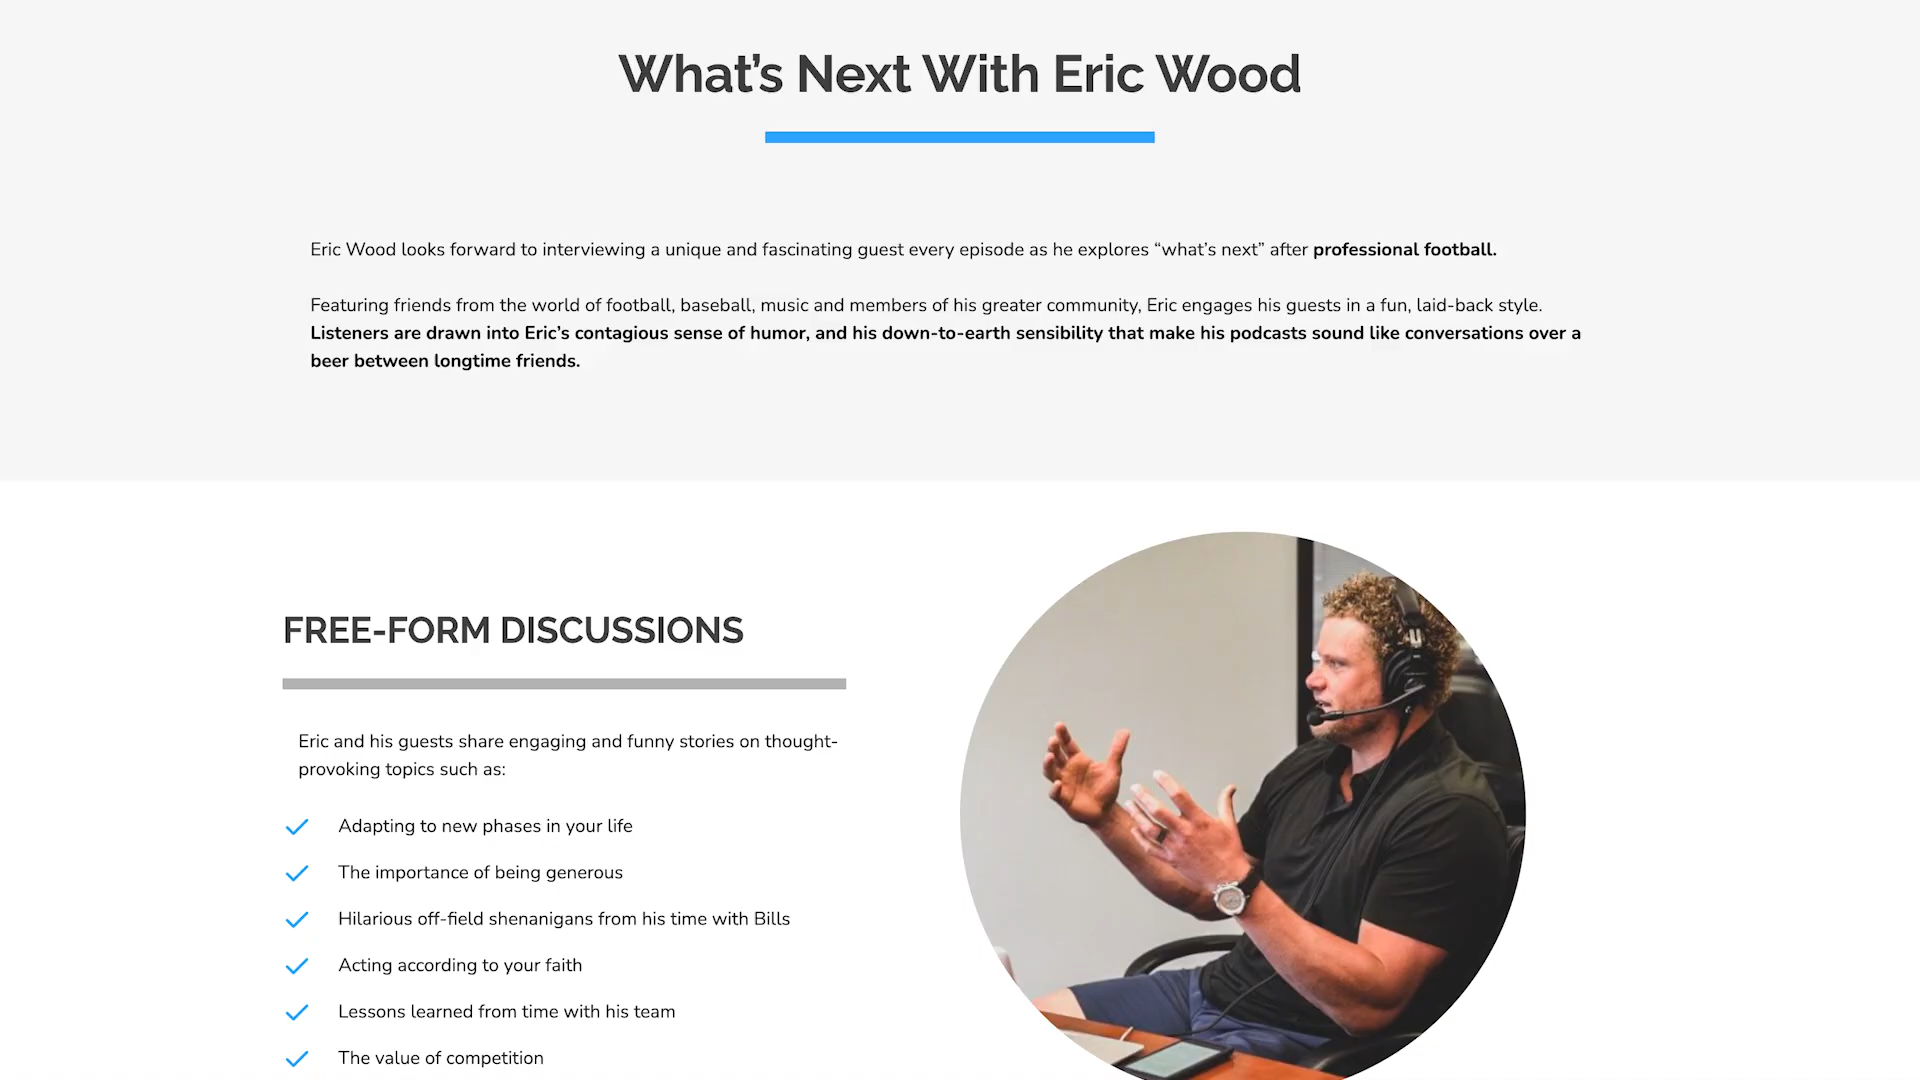 What’s Next With Eric Wood
Eric Wood looks forward to interviewing a unique and fascinating guest every episode as he explores “what’s next” after professional football.
Featuring friends from the world of football, baseball, music and members of his greater community, Eric engages his guests in a fun, laid-back style.
Listeners are drawn into Eric’s contagious sense of humor, and his down-to-earth sensibility that make his podcasts sound like conversations over a
beer between longtime friends.
FREE-FORM DISCUSSIONS
Eric and his guests share engaging and funny stories on thought-
provoking topics such as:
Adapting to new phases in your life
The importance of being generous
Hilarious off-field shenanigans from his time with Bills
Acting according to your faith
Lessons learned from time with his team
The value of competition